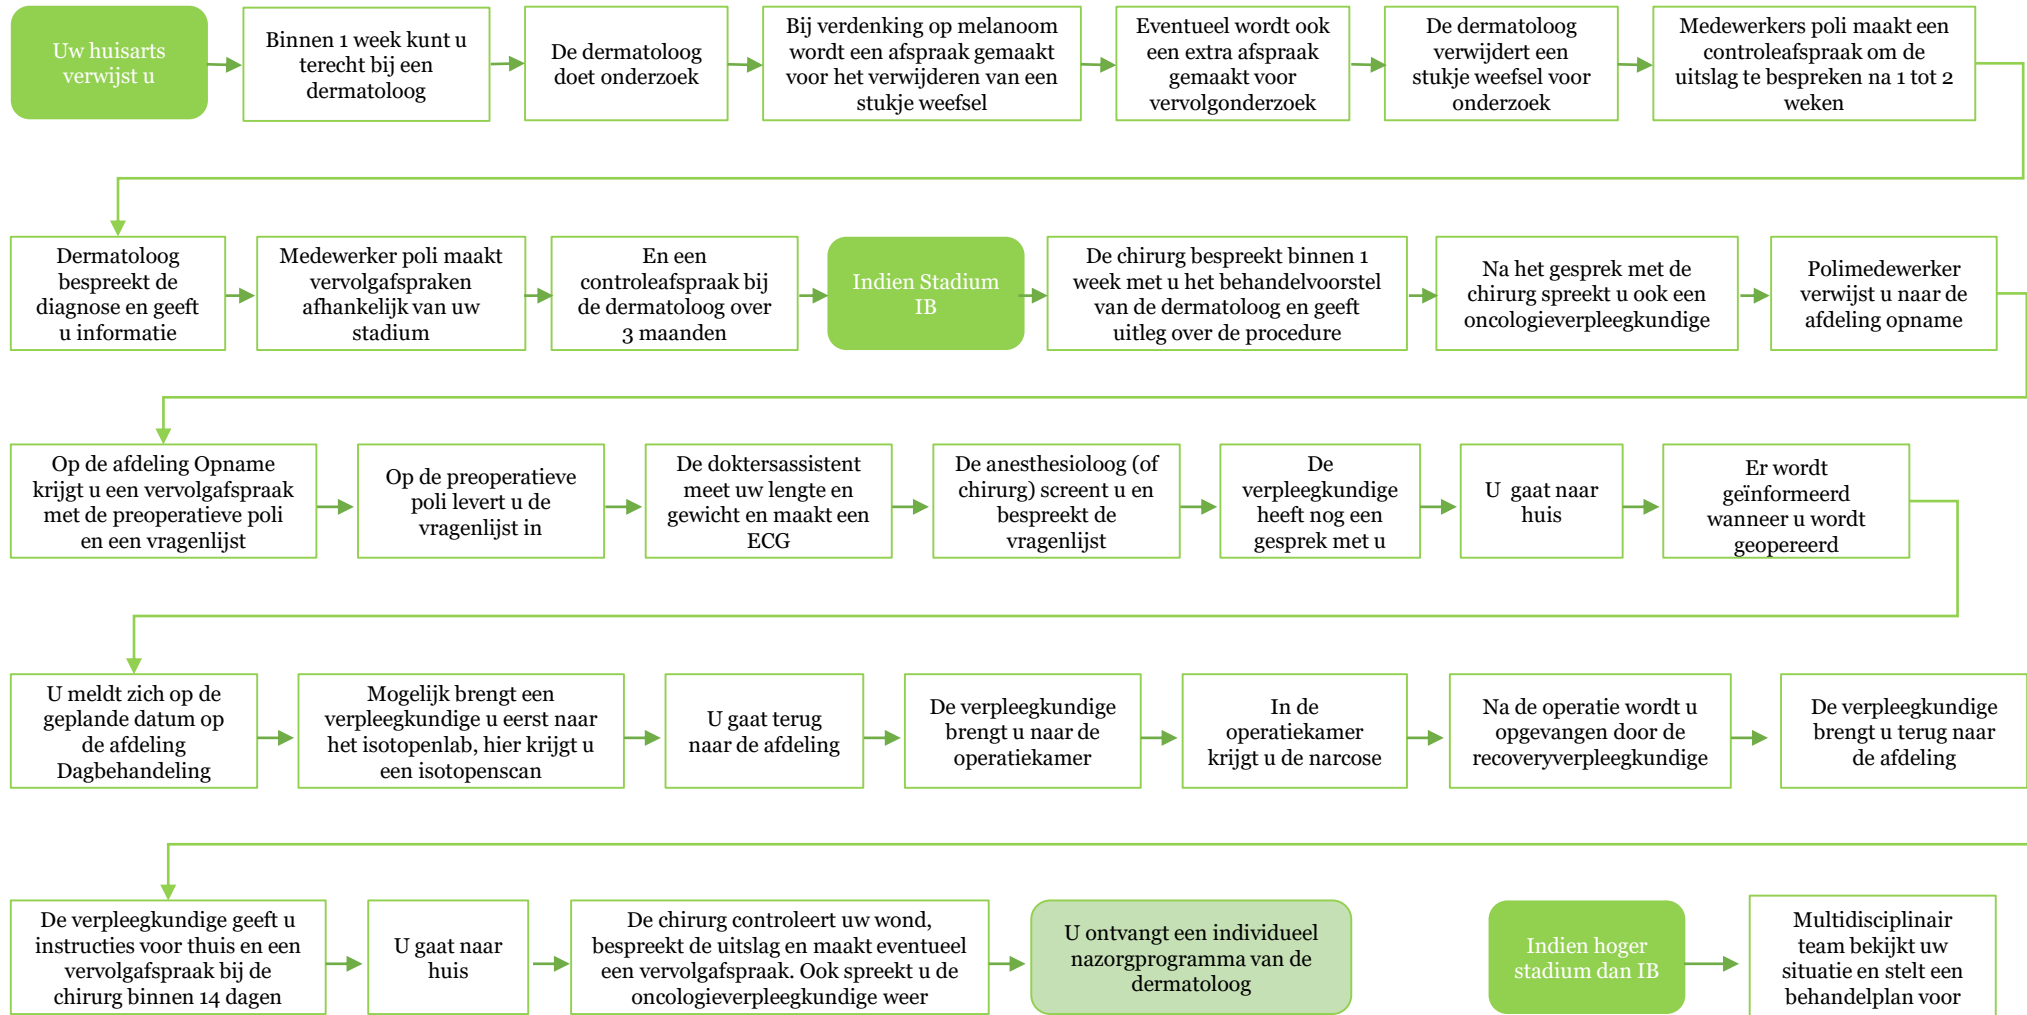 Uw huisarts
verwijst u
Binnen 1 week kunt u
terecht bij een
dermatoloog
De dermatoloog
doet onderzoek
Bij verdenking op melanoom
wordt een afspraak gemaakt
voor het verwijderen van een
stukje weefsel
Eventueel wordt ook
een extra afspraak
gemaakt voor
vervolgonderzoek
De dermatoloog
verwijdert een
stukje weefsel voor
onderzoek
Medewerkers poli maakt een
controleafspraak om de
uitslag te bespreken na 1 tot 2
weken
Dermatoloog
bespreekt de
diagnose en geeft
u informatie
Medewerker poli maakt
vervolgafspraken
afhankelijk van uw
stadium
En een
controleafspraak bij
de dermatoloog over
3 maanden
Indien Stadium
IB
De chirurg bespreekt binnen 1
week met u het behandelvoorstel
van de dermatoloog en geeft
uitleg over de procedure
Na het gesprek met de
chirurg spreekt u ook een
oncologieverpleegkundige
Polimedewerker
verwijst u naar de
afdeling opname
Op de afdeling Opname
krijgt u een vervolgafspraak
met de preoperatieve poli
en een vragenlijst
Op de preoperatieve
poli levert u de
vragenlijst in
De doktersassistent
meet uw lengte en
gewicht en maakt een
ECG
De anesthesioloog (of
chirurg) screent u en
bespreekt de
vragenlijst
De
verpleegkundige
heeft nog een
gesprek met u
U gaat naar
huis
Er wordt
geïnformeerd
wanneer u wordt
geopereerd
U meldt zich op de
geplande datum op
de afdeling
Dagbehandeling
Mogelijk brengt een
verpleegkundige u eerst naar
het isotopenlab, hier krijgt u
een isotopenscan
U gaat terug
naar de afdeling
De verpleegkundige
brengt u naar de
operatiekamer
In de
operatiekamer
krijgt u de narcose
Na de operatie wordt u
opgevangen door de
recoveryverpleegkundige
De verpleegkundige
brengt u terug naar
de afdeling
De verpleegkundige geeft u
instructies voor thuis en een
vervolgafspraak bij de
chirurg binnen 14 dagen
U gaat naar
huis
De chirurg controleert uw wond,
bespreekt de uitslag en maakt eventueel
een vervolgafspraak. Ook spreekt u de
oncologieverpleegkundige weer
U ontvangt een individueel
nazorgprogramma van de
dermatoloog
Indien hoger
stadium dan IB
Multidisciplinair
team bekijkt uw
situatie en stelt een
behandelplan voor